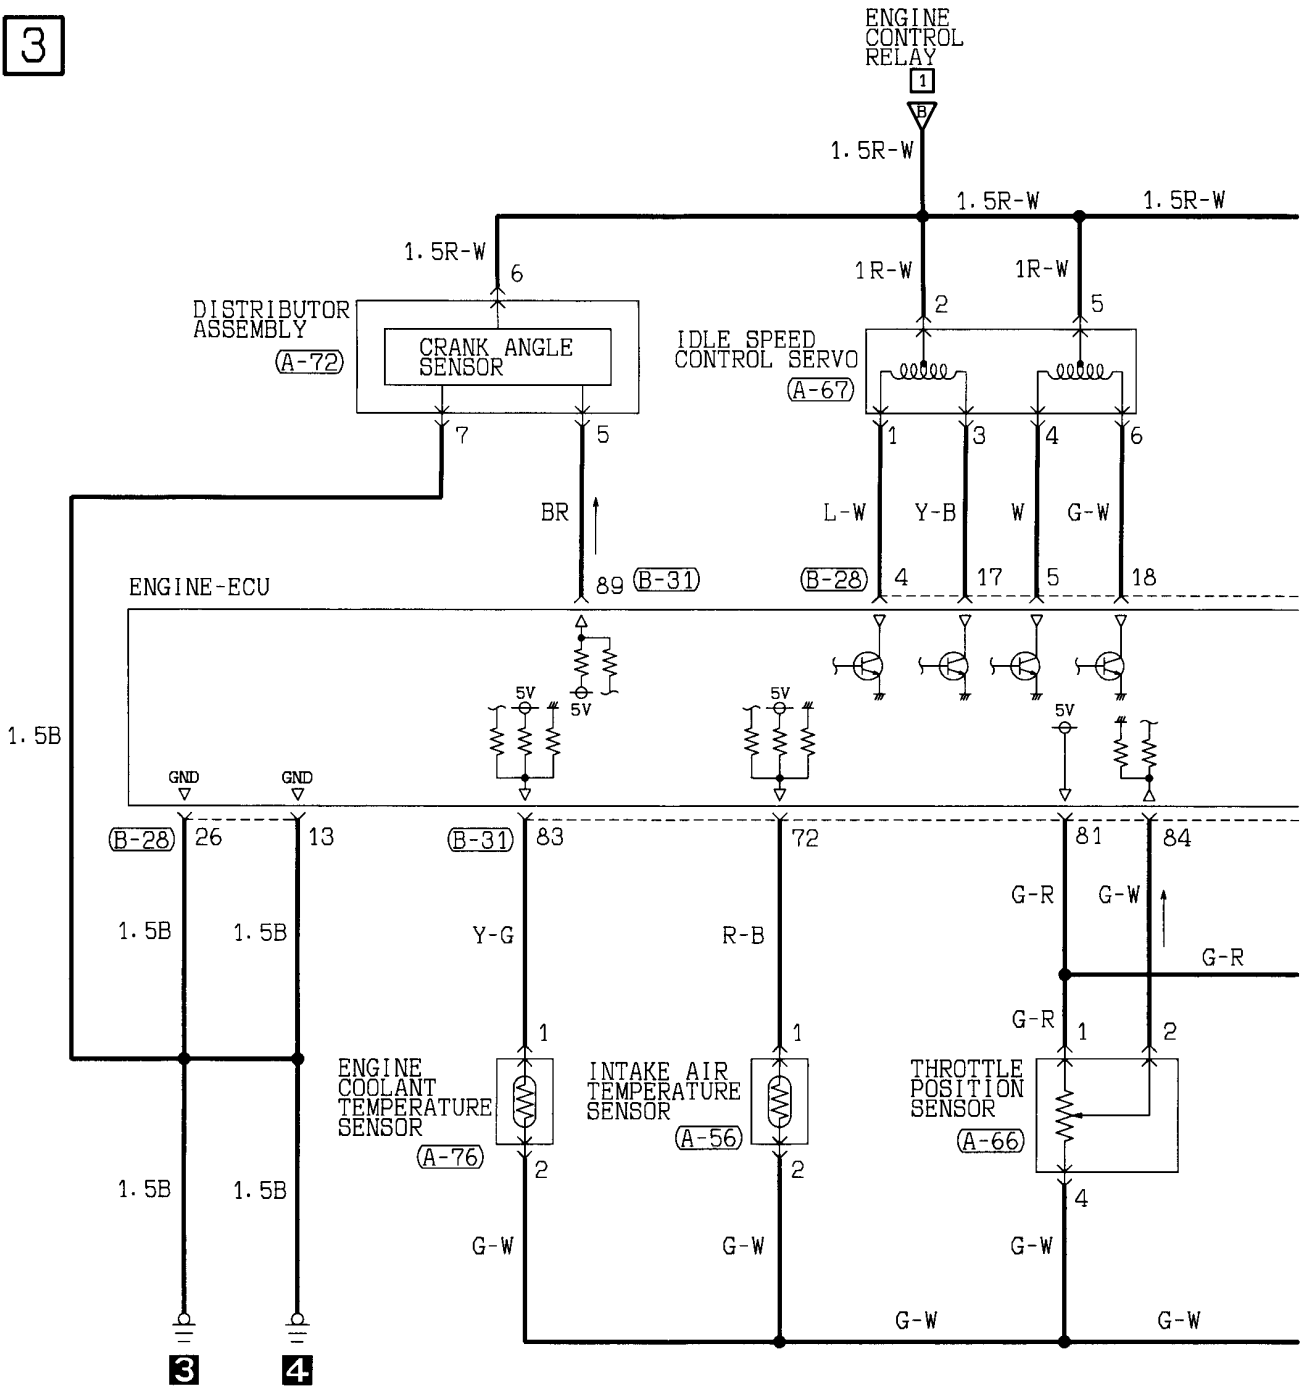 3
ENGINE
CONTROL
RELAY
1
B
1.5R-W
1.5R-W
1.5R-W
1.5R-W
6
1R-W
2
1R-W
5
DISTRIBUTOR
ASSEMBLY
A-72
CRANK ANGLE
SENSOR
IDLE SPEED
CONTROL SERVO
A-67
7
5
1
3
4
6
BR
L-W
Y-B
W
G-W
ENGINE-ECU
89
B-31
B-28
4
17
5
18
5V
5V
5V
5V
1.5B
GND
GND
B-28
26
13
B-31
83
72
81
84
1.5B
1.5B
Y-G
R-B
G-R
G-W
G-R
G-R
1
1
1
2
ENGINE
COOLANT
TEMPERATURE
SENSOR
A-76
INTAKE AIR
TEMPERATURE
SENSOR
A-56
THROTTLE
POSITION
SENSOR
A-66
2
2
4
1.5B
1.5B
G-W
G-W
G-W
G-W
G-W
3
4